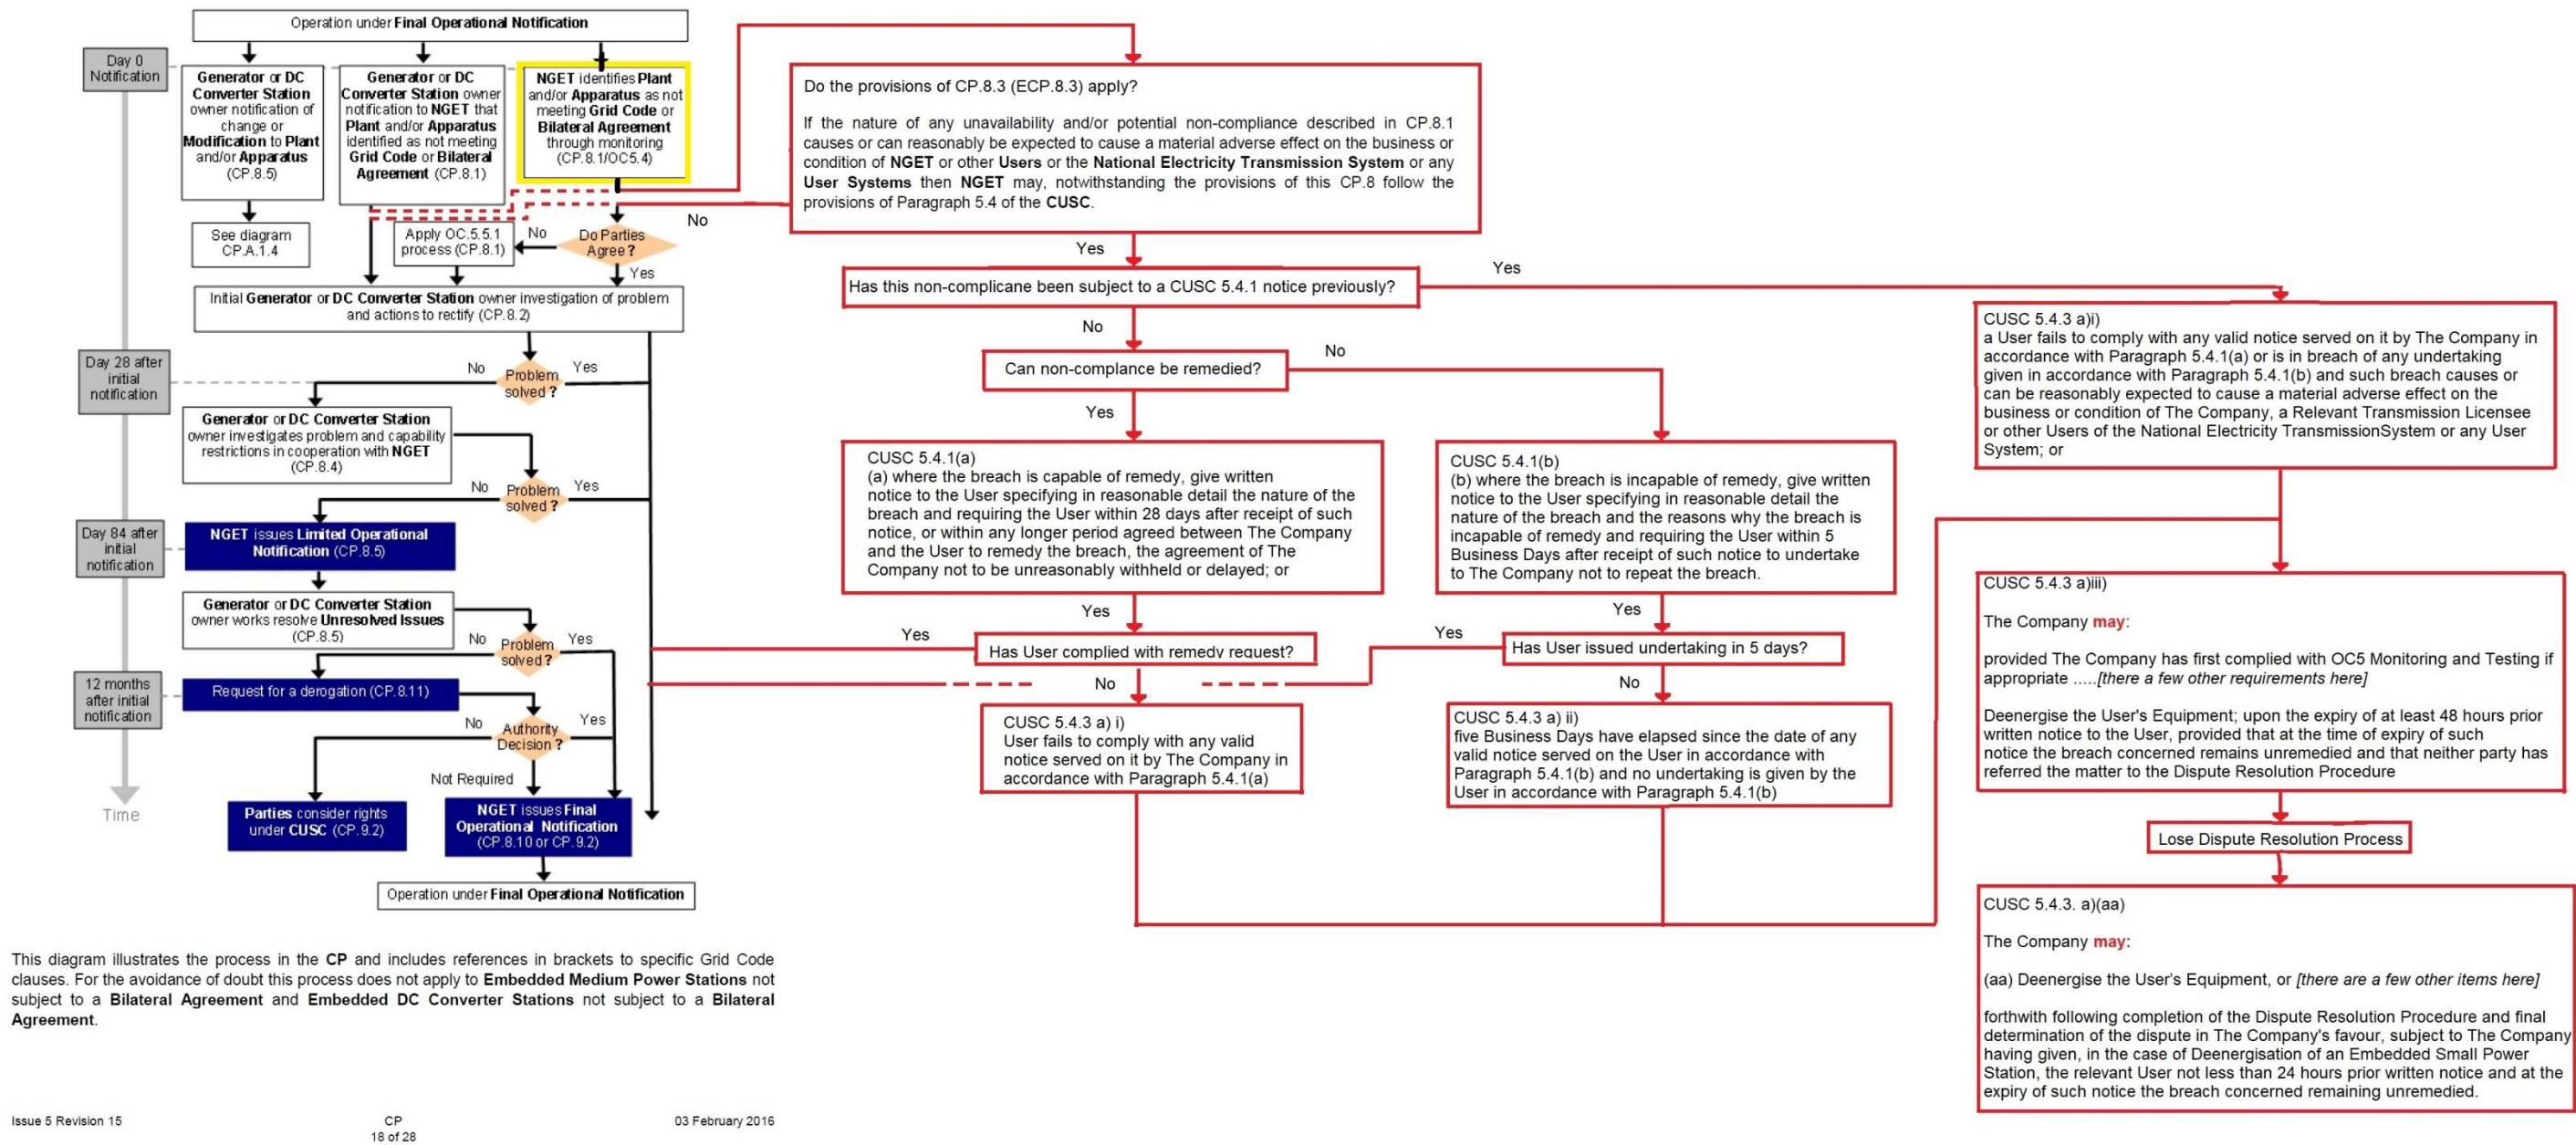 Operation under Final Operational Notification
Day 0
Notification
Generator or DC
Converter Station
owner notification of
change or
Modification to Plant
and/or Apparatus
(CP.8.5)
Generator or DC
Converter Station owner
notification to NGET that
Plant and/or Apparatus
identified as not meeting
Grid Code or Bilateral
Agreement (CP.8.1)
NGET identifies Plant
and/or Apparatus as not
meeting Grid Code or
Bilateral Agreement
through monitoring
(CP.8.1/OC5.4)
See diagram
CP.A.1.4
Apply OC.5.5.1
process (CP.8.1)
No
Do Parties
Agree ?
No
Yes
Initial Generator or DC Converter Station owner investigation of problem
and actions to rectify (CP.8.2)
Day 28 after
initial
notification
No
Problem
solved ?
Yes
Generator or DC Converter Station
owner investigates problem and capability
restrictions in cooperation with NGET
(CP.8.4)
No
Problem
solved ?
Yes
Day 84 after
initial
notification
NGET issues Limited Operational
Notification (CP.8.5)
Generator or DC Converter Station
owner works resolve Unresolved Issues
(CP.8.5)
No
Problem
solved ?
Yes
12 months
after initial
notification
Request for a derogation (CP.8.11)
No
Authority
Decision ?
Yes
Not Required
Time
Parties consider rights
under CUSC (CP.9.2)
NGET issues Final
Operational Notification
(CP.8.10 or CP.9.2)
Operation under Final Operational Notification
Do the provisions of CP.8.3 (ECP.8.3) apply?
If the nature of any unavailability and/or potential non-compliance described in CP.8.1
causes or can reasonably be expected to cause a material adverse effect on the business or
condition of NGET or other Users or the National Electricity Transmission System or any
User Systems then NGET may, notwithstanding the provisions of this CP.8 follow the
provisions of Paragraph 5.4 of the CUSC.
Yes
Has this non-complicane been subject to a CUSC 5.4.1 notice previously?
Yes
No
Can non-complance be remedied?
No
Yes
CUSC 5.4.1(a)
(a) where the breach is capable of remedy, give written
notice to the User specifying in reasonable detail the nature of the
breach and requiring the User within 28 days after receipt of such
notice, or within any longer period agreed between The Company
and the User to remedy the breach, the agreement of The
Company not to be unreasonably withheld or delayed; or
CUSC 5.4.1(b)
(b) where the breach is incapable of remedy, give written
notice to the User specifying in reasonable detail the
nature of the breach and the reasons why the breach is
incapable of remedy and requiring the User within 5
Business Days after receipt of such notice to undertake
to The Company not to repeat the breach.
Yes
Yes
Yes
Has User complied with remedy request?
Yes
Has User issued undertaking in 5 days?
No
No
CUSC 5.4.3 a) i)
User fails to comply with any valid
notice served on it by The Company in
accordance with Paragraph 5.4.1(a)
CUSC 5.4.3 a) ii)
five Business Days have elapsed since the date of any
valid notice served on the User in accordance with
Paragraph 5.4.1(b) and no undertaking is given by the
User in accordance with Paragraph 5.4.1(b)
CUSC 5.4.3 a)i)
a User fails to comply with any valid notice served on it by The Company in
accordance with Paragraph 5.4.1(a) or is in breach of any undertaking
given in accordance with Paragraph 5.4.1(b) and such breach causes or
can be reasonably expected to cause a material adverse effect on the
business or condition of The Company, a Relevant Transmission Licensee
or other Users of the National Electricity TransmissionSystem or any User
System; or
CUSC 5.4.3 a)iii)
The Company may:
provided The Company has first complied with OC5 Monitoring and Testing if
appropriate .....[there a few other requirements here]
Deenergise the User's Equipment; upon the expiry of at least 48 hours prior
written notice to the User, provided that at the time of expiry of such
notice the breach concerned remains unremedied and that neither party has
referred the matter to the Dispute Resolution Procedure
Lose Dispute Resolution Process
CUSC 5.4.3. a)(aa)
The Company may:
(aa) Deenergise the User's Equipment, or [there are a few other items here]
forthwith following completion of the Dispute Resolution Procedure and final
determination of the dispute in The Company's favour, subject to The Company
having given, in the case of Deenergisation of an Embedded Small Power
Station, the relevant User not less than 24 hours prior written notice and at the
expiry of such notice the breach concerned remaining unremedied.
This diagram illustrates the process in the CP and includes references in brackets to specific Grid Code
clauses. For the avoidance of doubt this process does not apply to Embedded Medium Power Stations not
subject to a Bilateral Agreement and Embedded DC Converter Stations not subject to a Bilateral
Agreement.
Issue 5 Revision 15
CP
03 February 2016
18 of 28